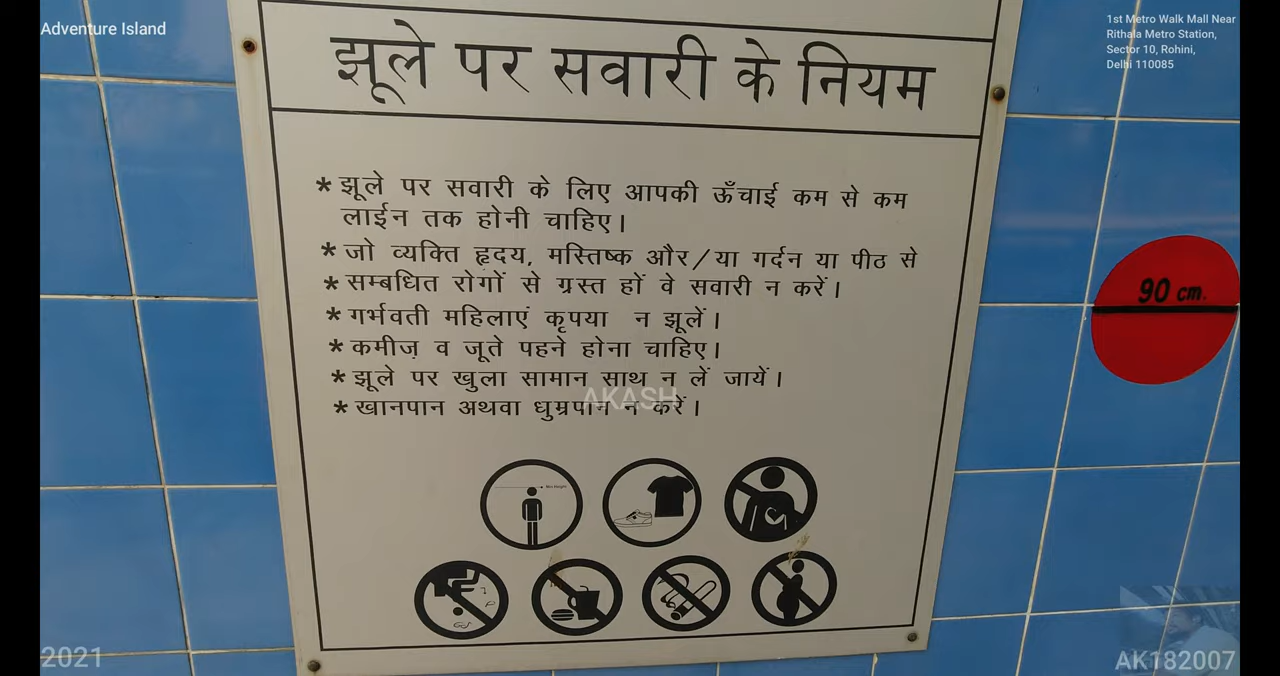 Adventure Island
1st Metro Walk Mall Near
Rithala Metro Station,
Sector 10, Rohini,
Delhi 110085
झूले पर सवारी के नियम
* झूले पर सवारी के लिए आपकी ऊँचाई कम से कम
लाईन तक होनी चाहिए।
* जो व्यक्ति हृदय, मस्तिष्क और/या गर्दन या पीठ से
* सम्बधित रोगों से ग्रस्त हों वे सवारी न करें।
* गर्भवती महिलाएं कृपया न झूलें।
* कमीज़ व जूते पहने होना चाहिए।
* झूले पर खुला सामान साथ न लें जायें।
* खानपान अथवा धुम्रपान न करें।
AKASH
90 cm.
2021
AK182007